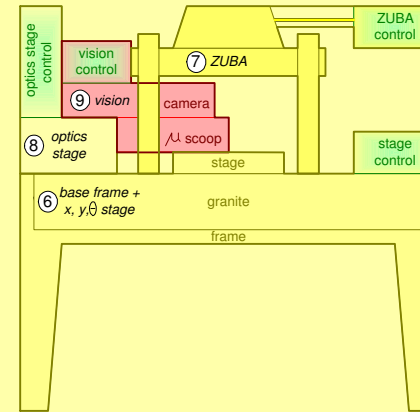 optics stage
control
vision
control
ZUBA
control
7 ZUBA
9 vision
camera
μ scoop
8 optics
stage
stage
stage
control
6 base frame +
x, y,θ stage
granite
frame